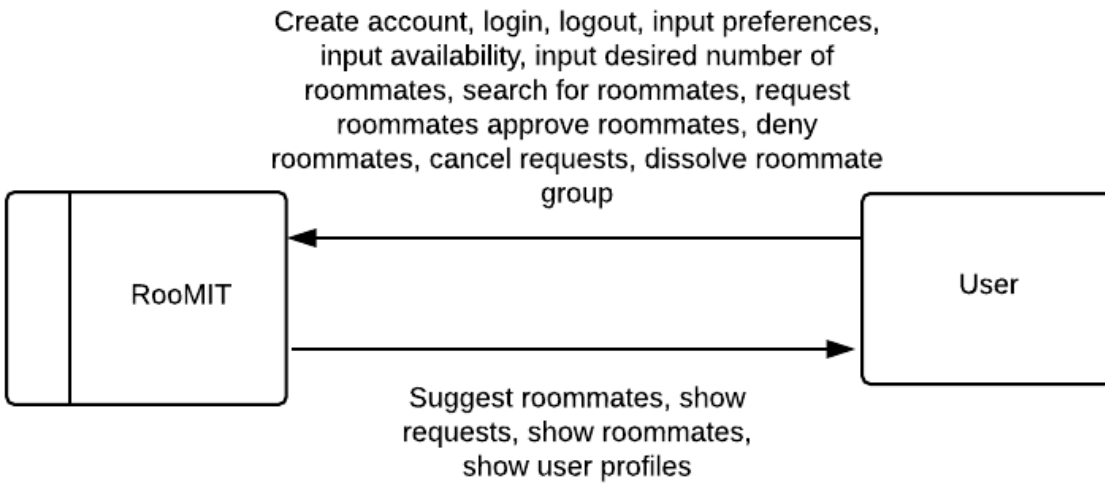 Create account, login, logout, input preferences,
input availability, input desired number of
roommates, search for roommates, request
roommates approve roommates, deny
roommates, cancel requests, dissolve roommate
group
RooMIT
User
Suggest roommates, show
requests, show roommates,
show user profiles